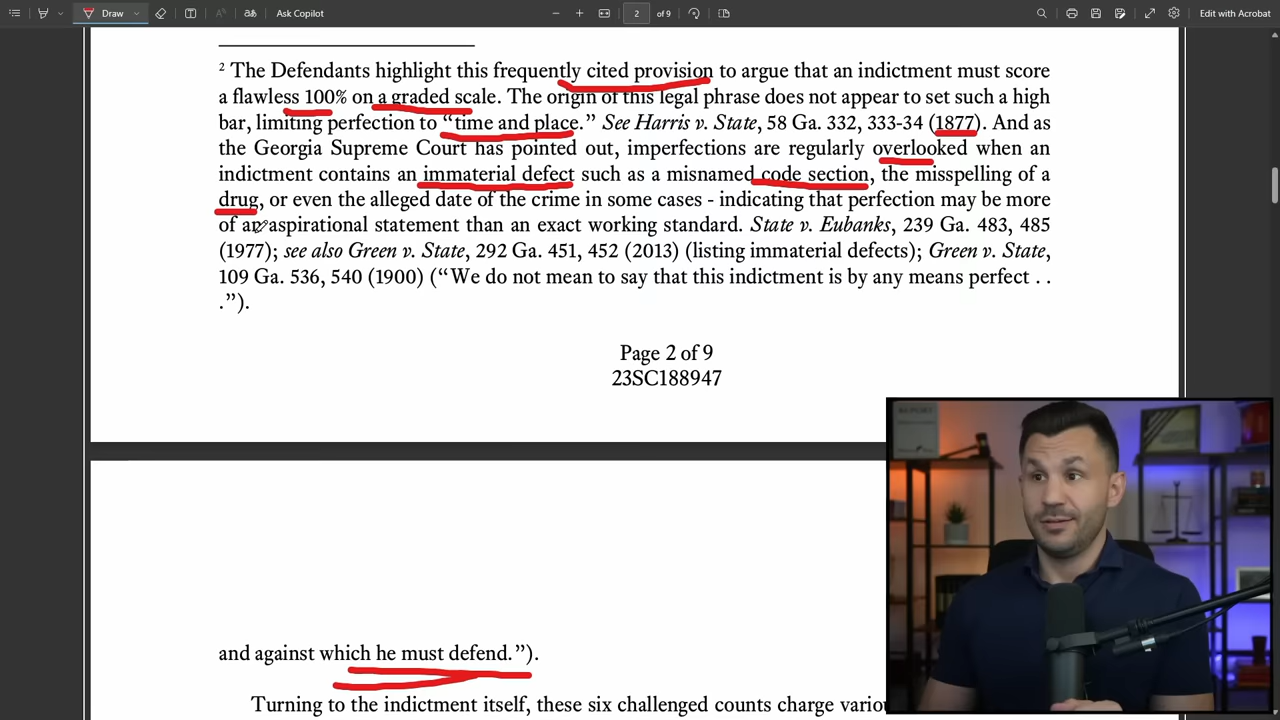 Draw
Ask Copilot
2 of 9
Edit with Acrobat
² The Defendants highlight this frequently cited provision to argue that an indictment must score
a flawless 100% on a graded scale. The origin of this legal phrase does not appear to set such a high
bar, limiting perfection to “time and place.” See Harris v. State, 58 Ga. 332, 333-34 (1877). And as
the Georgia Supreme Court has pointed out, imperfections are regularly overlooked when an
indictment contains an immaterial defect such as a misnamed code section, the misspelling of a
drug, or even the alleged date of the crime in some cases - indicating that perfection may be more
of an aspirational statement than an exact working standard. State v. Eubanks, 239 Ga. 483, 485
(1977); see also Green v. State, 292 Ga. 451, 452 (2013) (listing immaterial defects); Green v. State,
109 Ga. 536, 540 (1900) (“We do not mean to say that this indictment is by any means perfect . .
.”).
Page 2 of 9
23SC188947
and against which he must defend.”).
Turning to the indictment itself, these six challenged counts charge variou